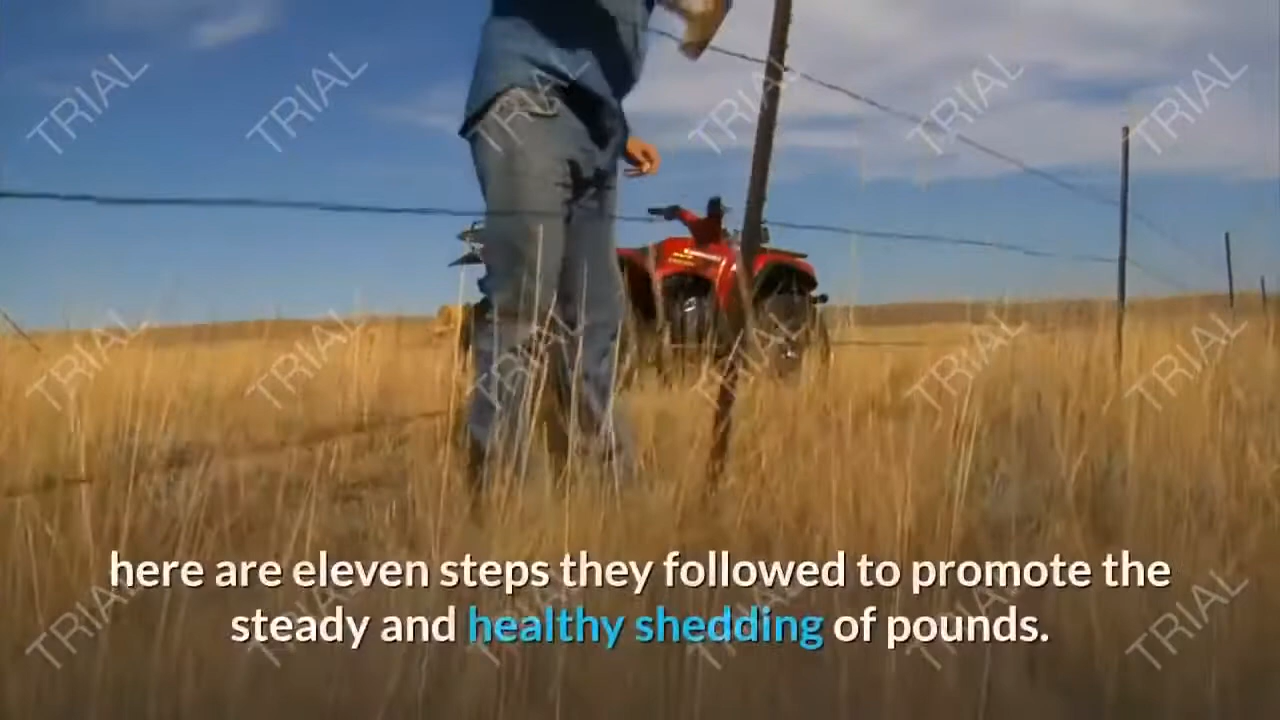 TRIAL TRIAL TRIAL TRIAL TRIAL TRIAL
TRIAL TRIAL TRIAL TRIAL TRIAL TRIAL
here are eleven steps they followed to promote the
steady and healthy shedding of pounds.
TRIAL TRIAL TRIAL TRIAL TRIAL TRIAL